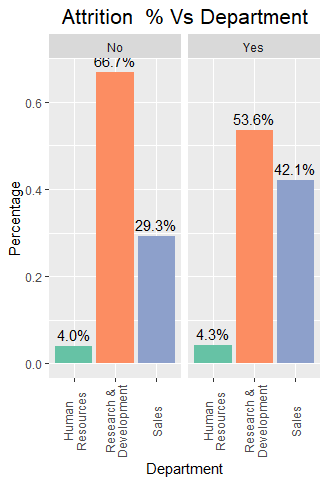 Attrition  % Vs Department
No
Yes
Percentage
0.6
0.4
0.2
0.0
66.7%
29.3%
4.0%
53.6%
42.1%
4.3%
Human
Resources
Research &
Development
Sales
Human
Resources
Research &
Development
Sales
Department